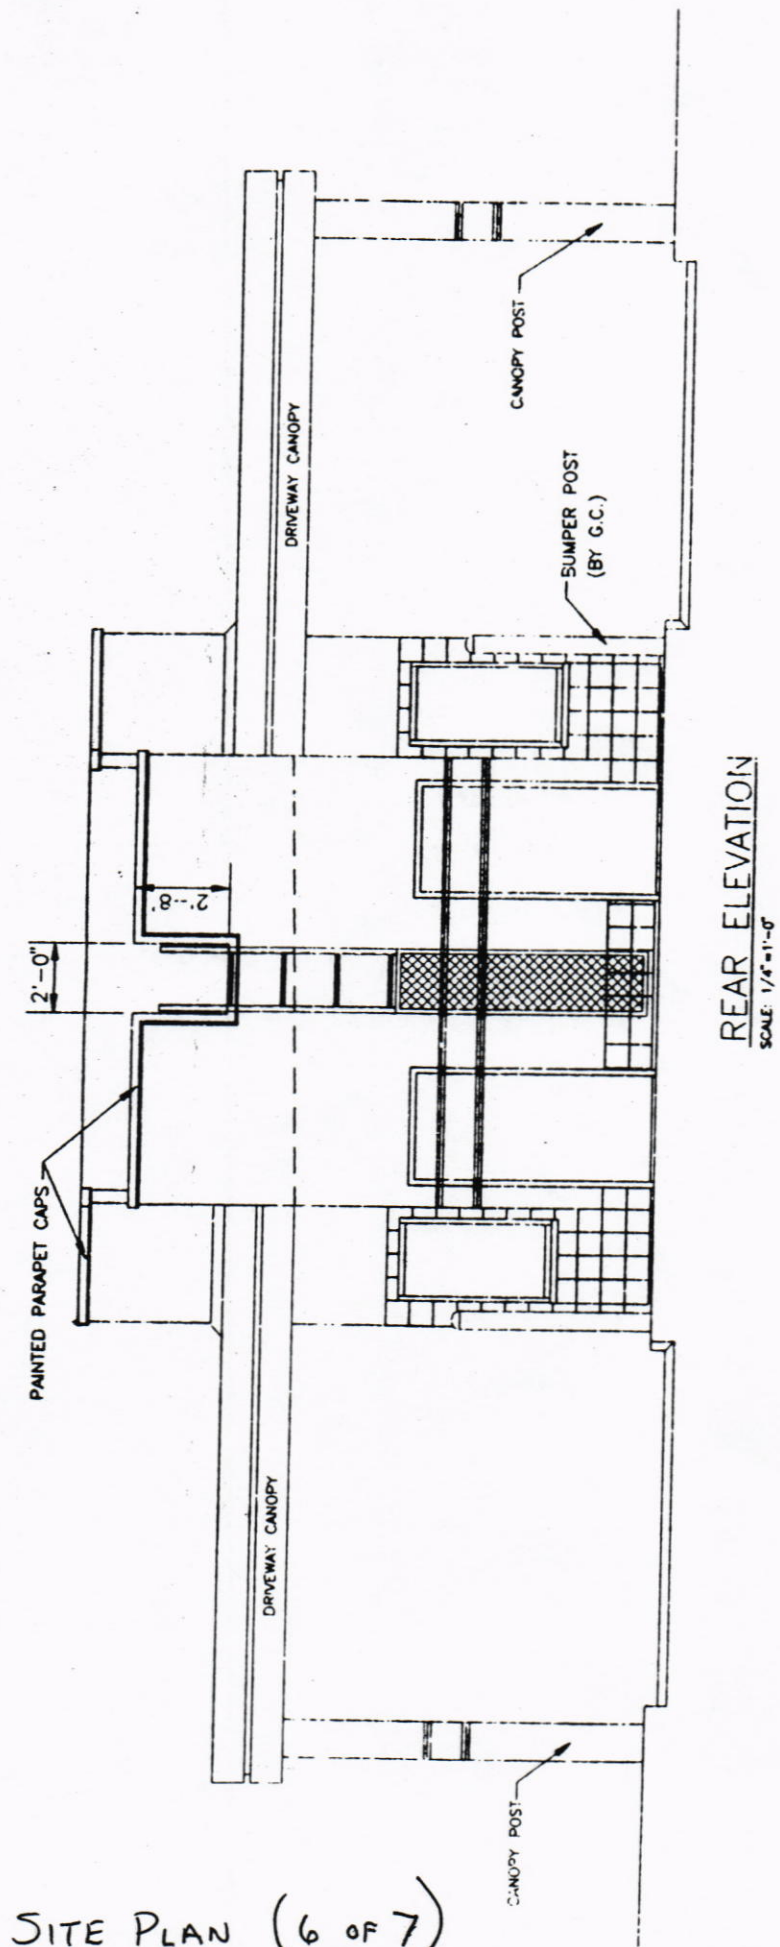 PAINTED PARAPET CAPS
2'-0"
2'-8'
DRIVEWAY CANOPY
DRIVEWAY CANOPY
CANOPY POST
CANOPY POST
BUMPER POST
(BY G.C.)
REAR ELEVATION
SCALE: 1/4"=1'-0"
SITE PLAN (6 OF 7)